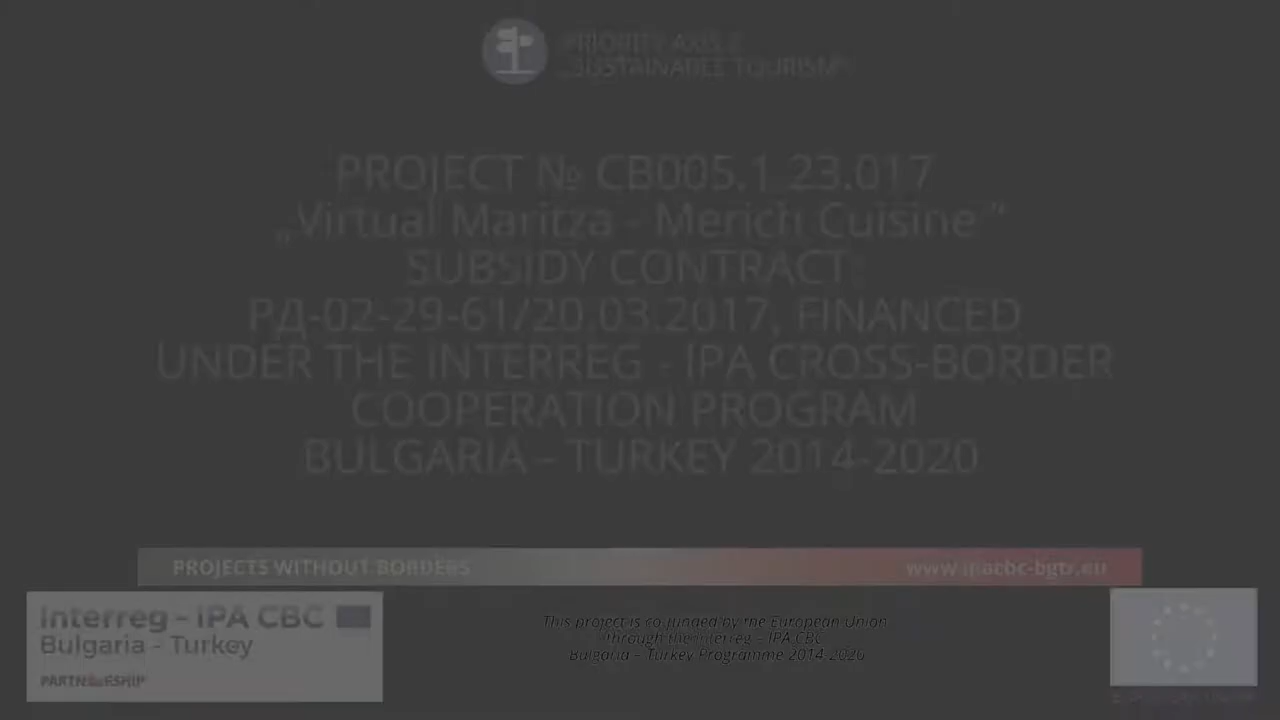 PRIORITY AXIS 2
„SUSTAINABLE TOURISM"
PROJECT № CB005.1.23.017
„Virtual Maritza - Merich Cuisine "
SUBSIDY CONTRACT:
РД-02-29-61/20.03.2017, FINANCED
UNDER THE INTERREG - IPA CROSS-BORDER
COOPERATION PROGRAM
BULGARIA – TURKEY 2014-2020
PROJECTS WITHOUT BORDERS
www.ipacbc-bgtr.eu
Interreg - IPA CBC
Bulgaria - Turkey
PARTNERSHIP
This project is co-funded by the European Union
through the Interreg – IPA CBC
Bulgaria – Turkey Programme 2014-2020